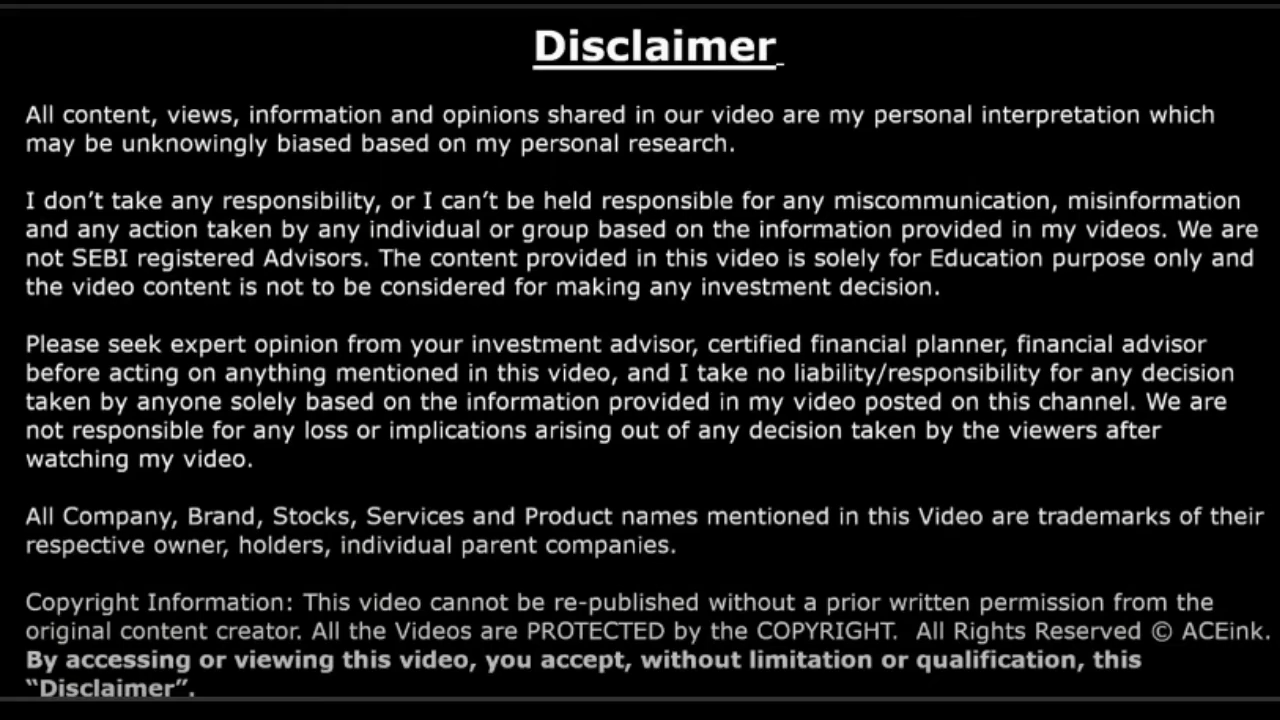 Disclaimer
All content, views, information and opinions shared in our video are my personal interpretation which
may be unknowingly biased based on my personal research.
I don’t take any responsibility, or I can’t be held responsible for any miscommunication, misinformation
and any action taken by any individual or group based on the information provided in my videos. We are
not SEBI registered Advisors. The content provided in this video is solely for Education purpose only and
the video content is not to be considered for making any investment decision.
Please seek expert opinion from your investment advisor, certified financial planner, financial advisor
before acting on anything mentioned in this video, and I take no liability/responsibility for any decision
taken by anyone solely based on the information provided in my video posted on this channel. We are
not responsible for any loss or implications arising out of any decision taken by the viewers after
watching my video.
All Company, Brand, Stocks, Services and Product names mentioned in this Video are trademarks of their
respective owner, holders, individual parent companies.
Copyright Information: This video cannot be re-published without a prior written permission from the
original content creator. All the Videos are PROTECTED by the COPYRIGHT.  All Rights Reserved © ACEink.
By accessing or viewing this video, you accept, without limitation or qualification, this
“Disclaimer”.